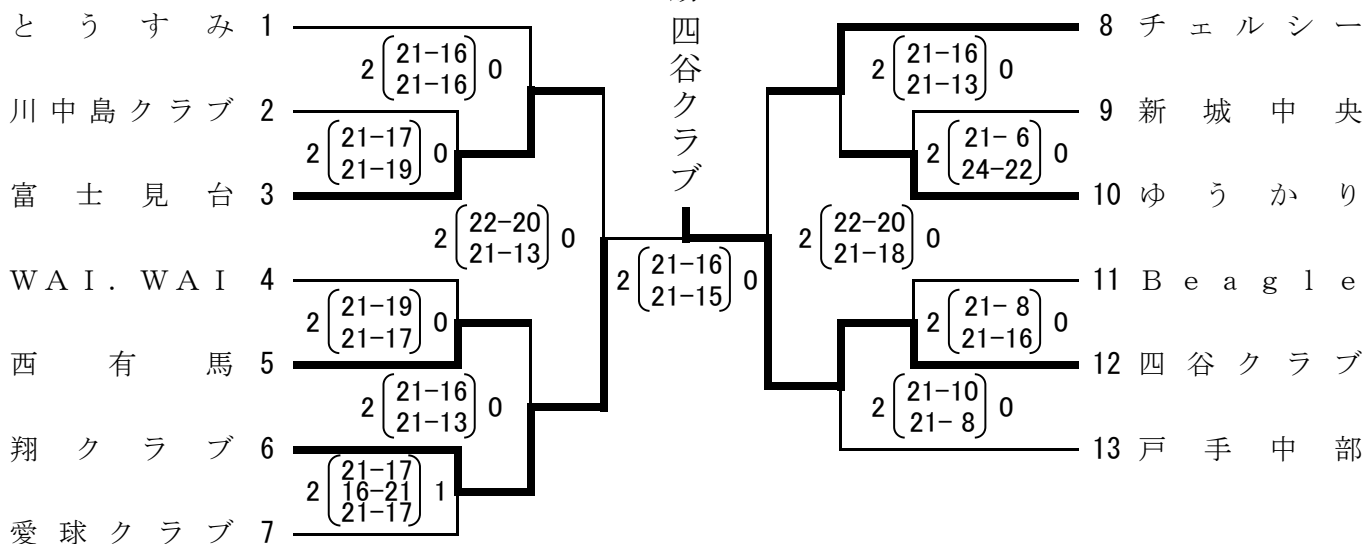 とうすみ 1
川中島クラブ 2
富士見台 3
WAI.WAI 4
西有馬 5
翔クラブ 6
愛球クラブ 7
2 21-16 0
21-16
2 21-17 0
21-19
2 22-20 0
21-13
2 21-19 0
21-17
2 21-16 0
21-13
2 21-17 1
16-21
21-17
四谷クラブ
2 21-16 0
21-15
2 21-16 0
21-13
2 21- 6 0
24-22
2 22-20 0
21-18
2 21- 8 0
21-16
2 21-10 0
21- 8
8 チェルシー
9 新城中央
10 ゆうかり
11 Beagle
12 四谷クラブ
13 戸手中部